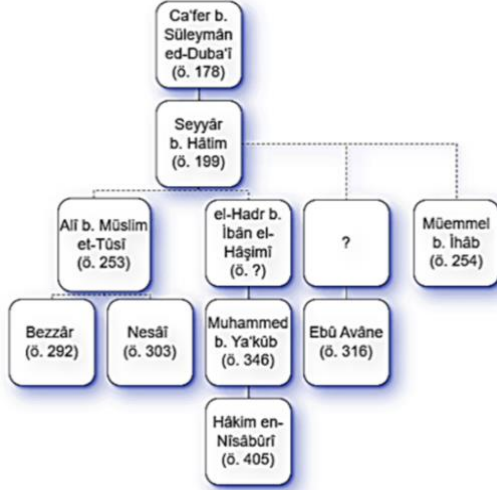 Ca'fer b.
Süleymân
ed-Duba'î
(ö. 178)
Seyyâr
b. Hâtim
(ö. 199)
Alî b. Müslim
et-Tûsî
(ö. 253)
el-Hadr b.
İbân el-
Hâşimî
(ö. ?)
?
Müemmel
b. Îhâb
(ö. 254)
Bezzâr
(ö. 292)
Nesâî
(ö. 303)
Muhammed
b. Ya'kûb
(ö. 346)
Ebû Avâne
(ö. 316)
Hâkim en-
Nîsâbûrî
(ö. 405)